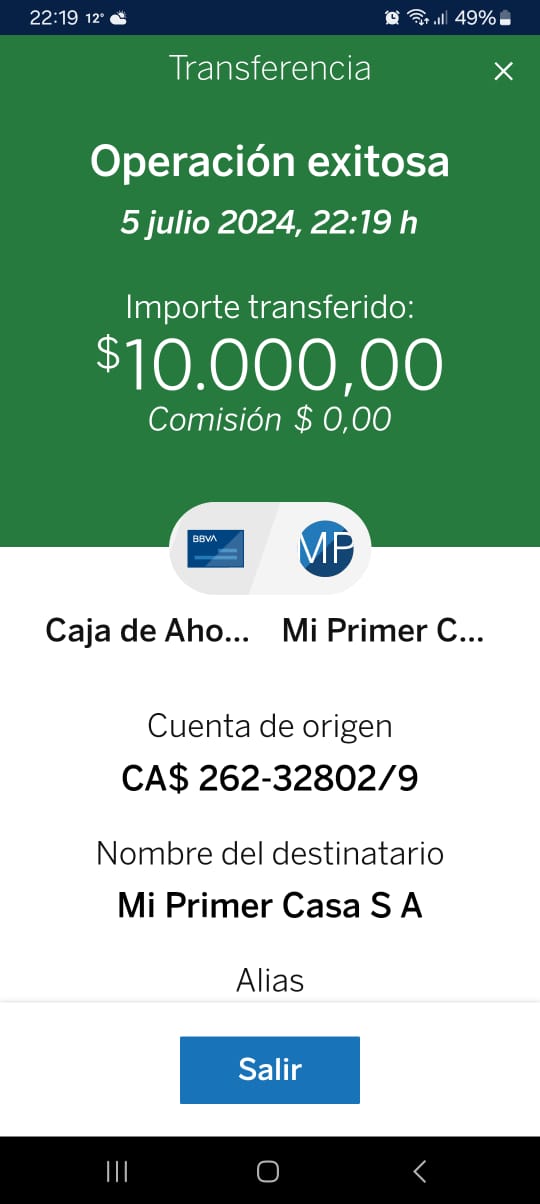 22:19 12° 49%
Transferencia
Operación exitosa
5 julio 2024, 22:19 h
Importe transferido:
$10.000,00
Comisión $ 0,00
BBVA MP
Caja de Aho... Mi Primer C...
Cuenta de origen
CA$ 262-32802/9
Nombre del destinatario
Mi Primer Casa S A
Alias
Salir